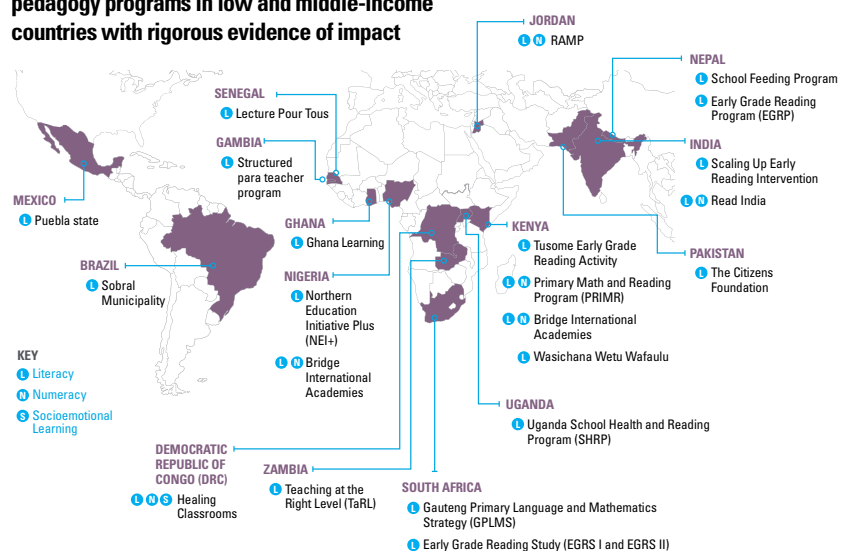 pedagogy programs in low and middle-income
countries with rigorous evidence of impact
JORDAN
L N RAMP
NEPAL
L School Feeding Program
L Early Grade Reading
Program (EGRP)
SENEGAL
L Lecture Pour Tous
GAMBIA
L Structured
para teacher
program
INDIA
L Scaling Up Early
Reading Intervention
L N Read India
MEXICO
L Puebla state
GHANA
L Ghana Learning
KENYA
L Tusome Early Grade
Reading Activity
L N Primary Math and Reading
Program (PRIMR)
L N Bridge International
Academies
L Wasichana Wetu Wafaulu
PAKISTAN
L The Citizens
Foundation
BRAZIL
L Sobral
Municipality
NIGERIA
L Northern
Education
Initiative Plus
(NEI+)
L N Bridge
International
Academies
KEY
L Literacy
N Numeracy
S Socioemotional
Learning
UGANDA
L Uganda School Health and Reading
Program (SHRP)
DEMOCRATIC
REPUBLIC OF
CONGO (DRC)
L N S Healing
Classrooms
ZAMBIA
L Teaching at the
Right Level (TaRL)
SOUTH AFRICA
L Gauteng Primary Language and Mathematics
Strategy (GPLMS)
L Early Grade Reading Study (EGRS I and EGRS II)